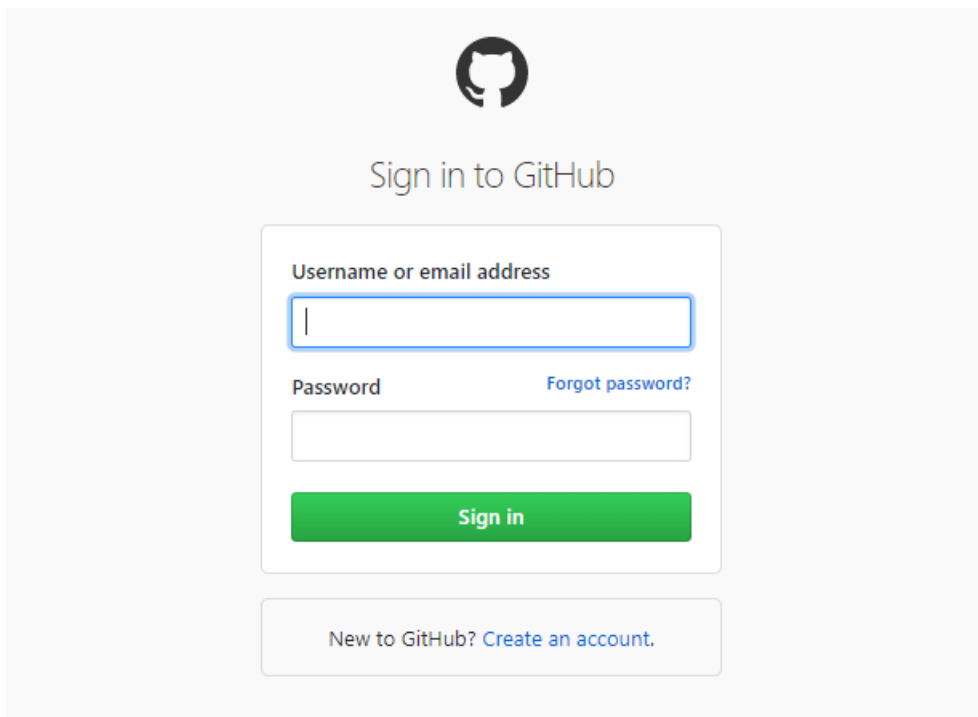 Sign in to GitHub
Username or email address
Password Forgot password?
Sign in
New to GitHub? Create an account.